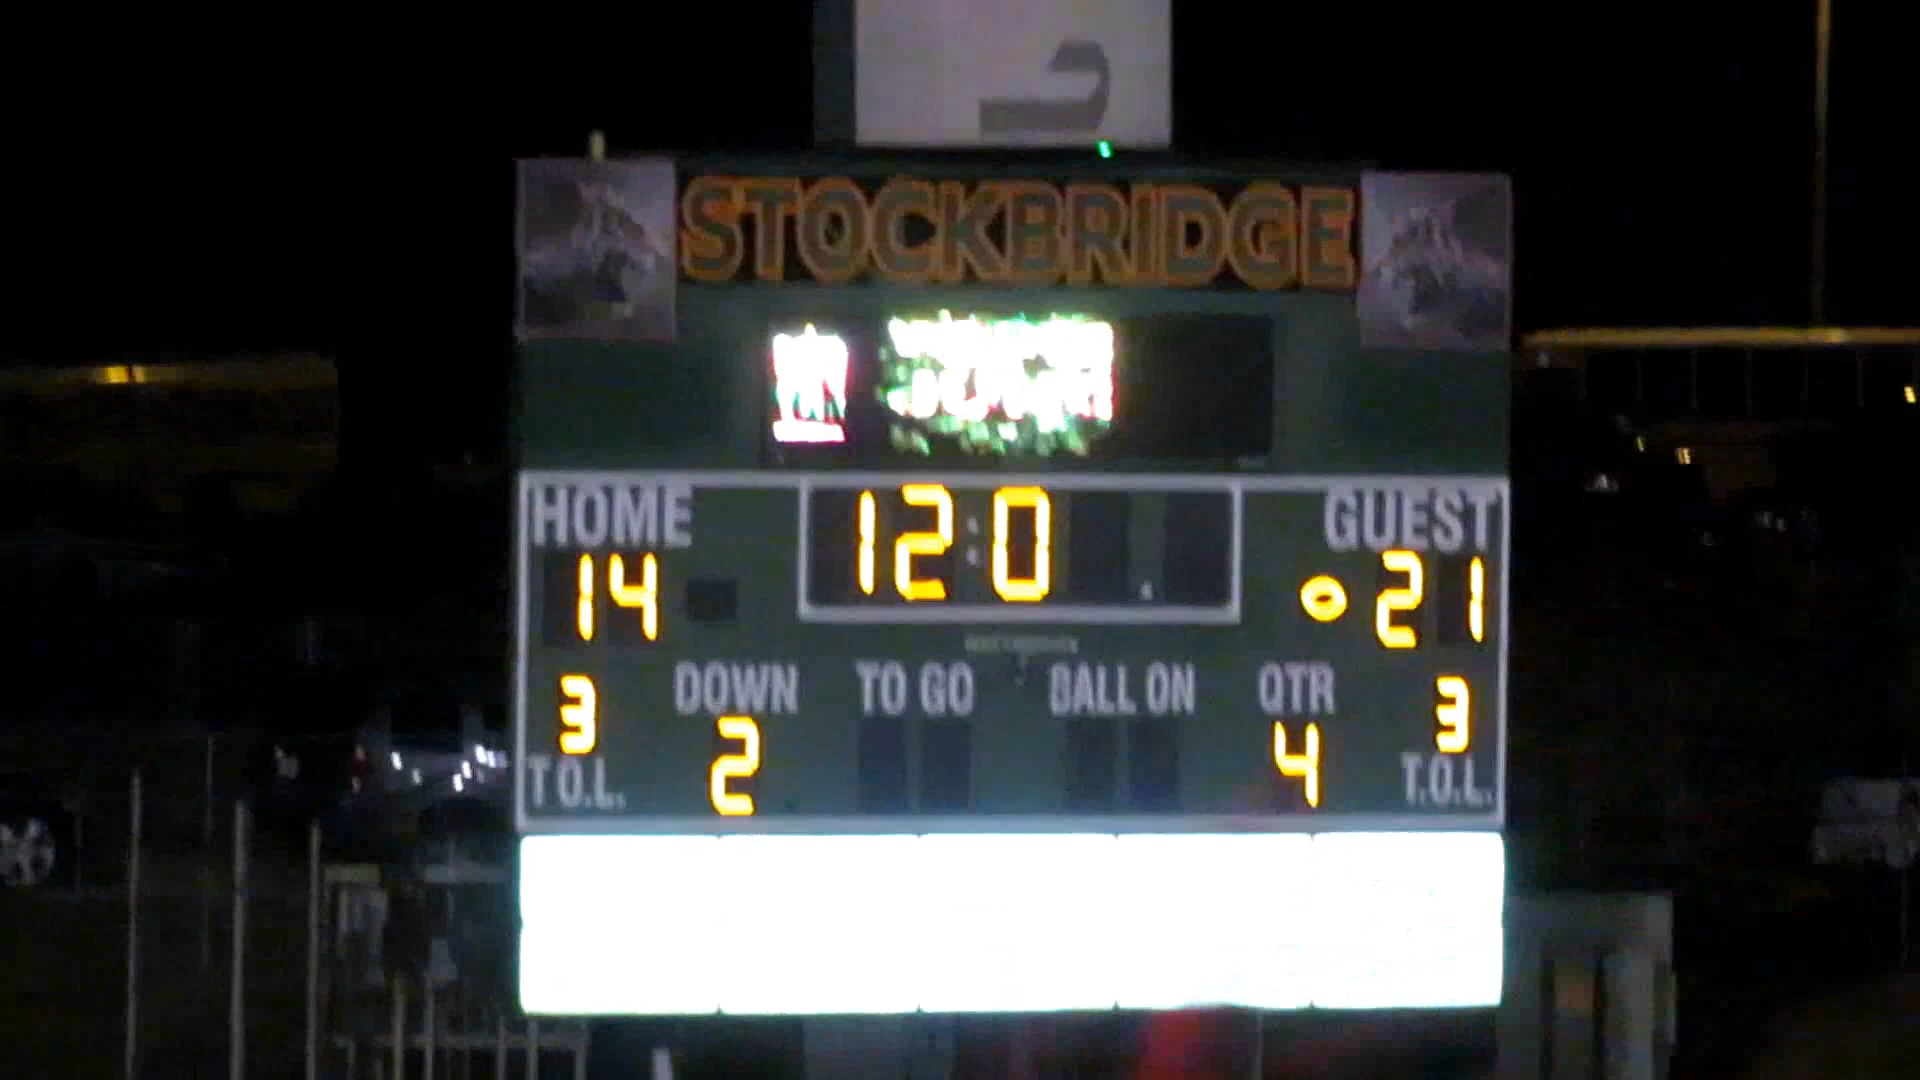 STOCKBRIDGE
HOME 12:0 GUEST
14 21
DOWN TO GO BALL ON QTR
3 2 4 3
T.O.L. T.O.L.